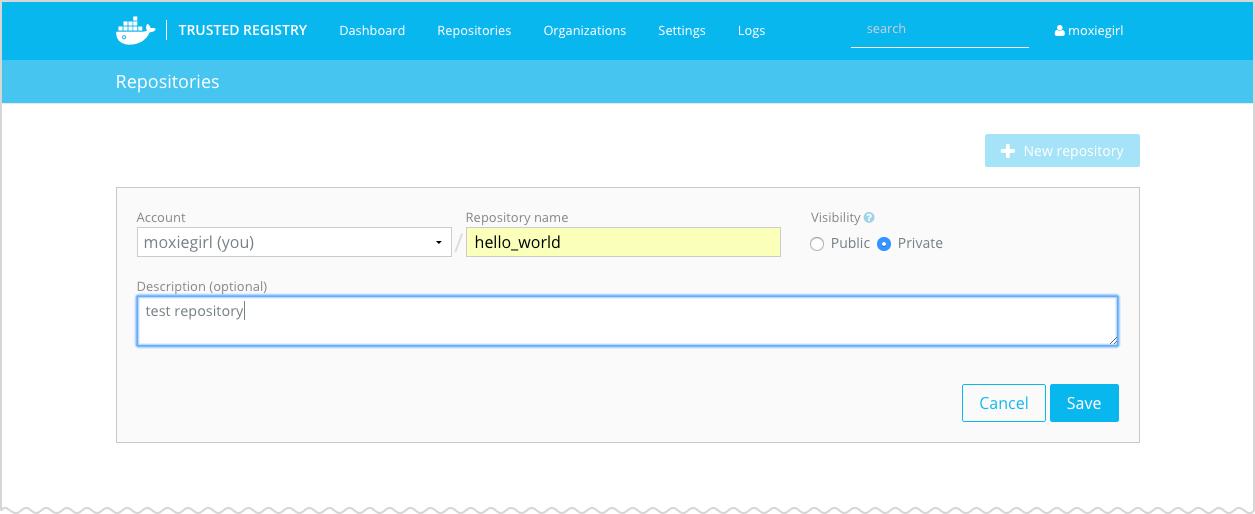 TRUSTED REGISTRY Dashboard Repositories Organizations Settings Logs search moxiegirl
Repositories
New repository
Account Repository name Visibility ?
moxiegirl (you) / hello_world Public Private
Description (optional)
test repository
Cancel Save